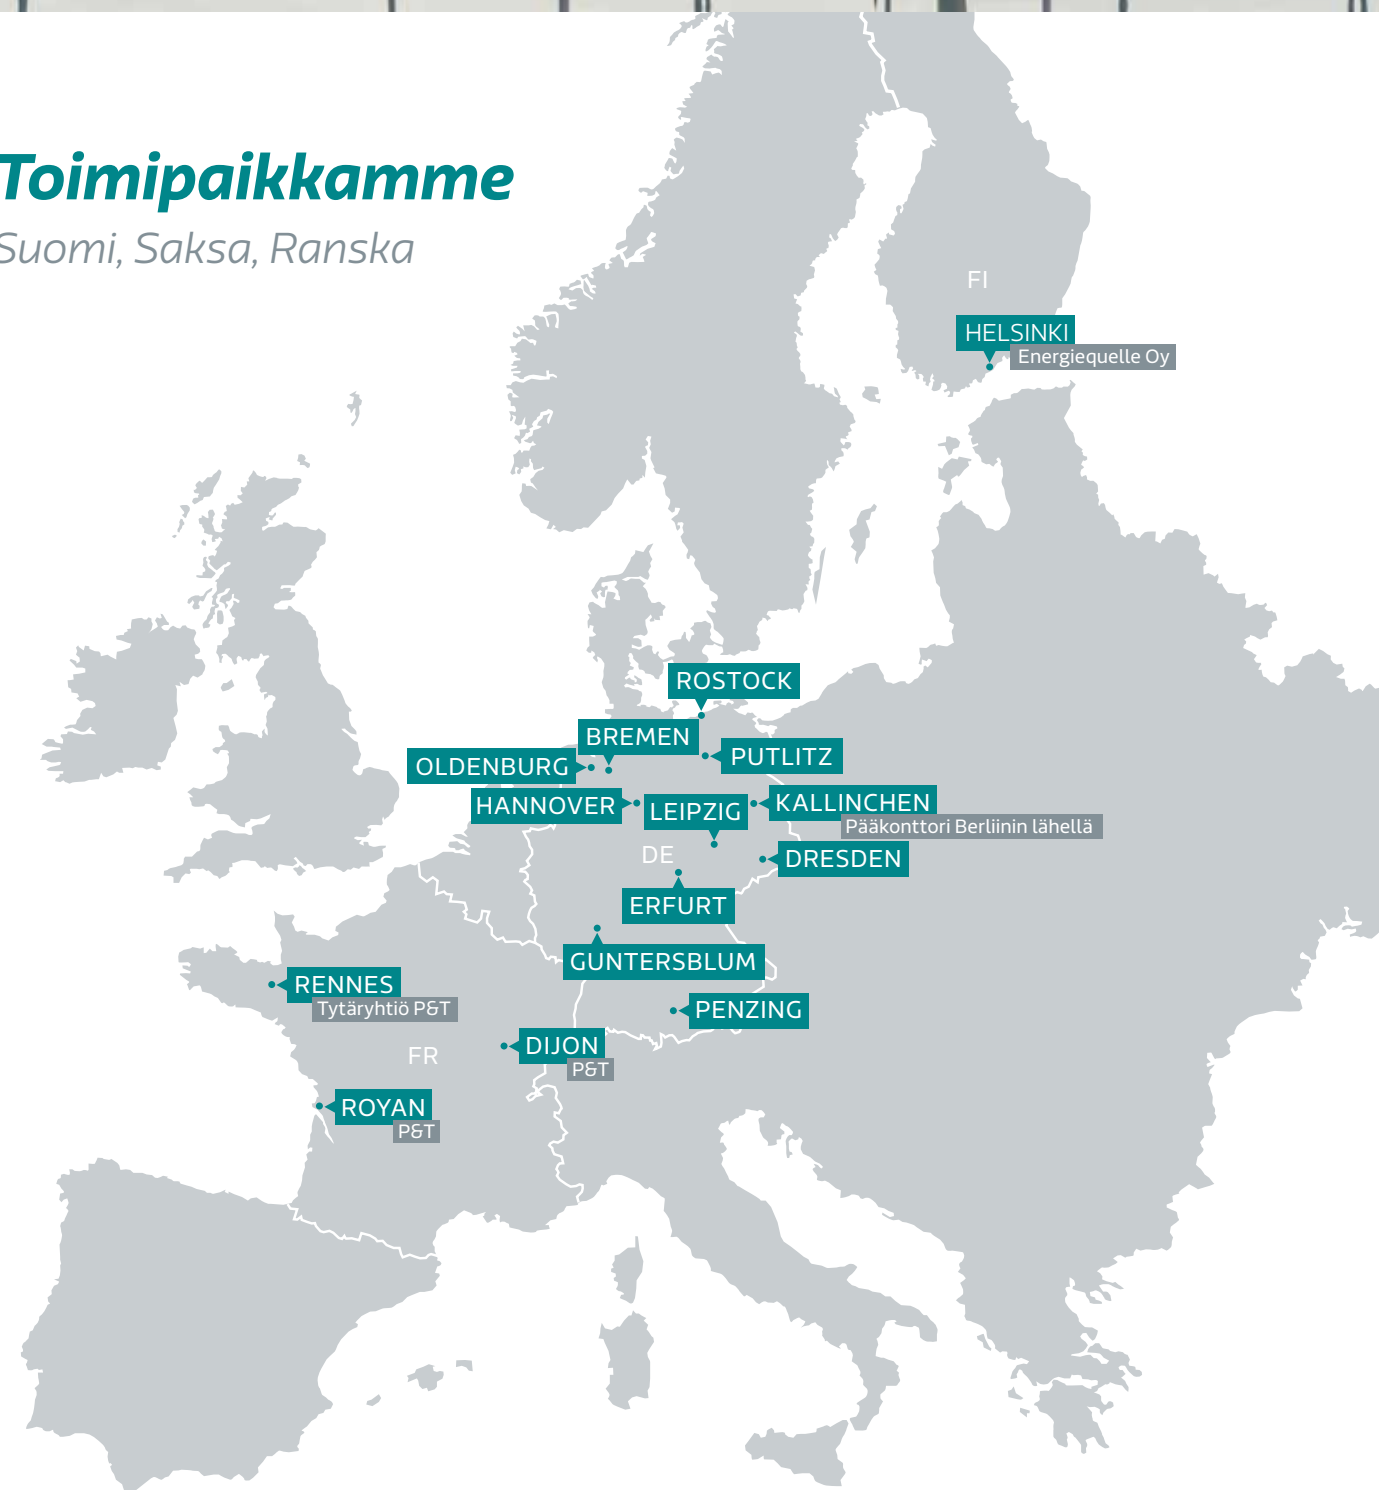 Toimipaikkamme
Suomi, Saksa, Ranska
FI
HELSINKI
Energiequelle Oy
ROSTOCK
BREMEN
PUTLITZ
OLDENBURG
HANNOVER
LEIPZIG
KALLINCHEN
Pääkonttori Berliinin lähellä
DE
DRESDEN
ERFURT
GUNTERSBLUM
RENNES
Tytäryhtiö P&T
PENZING
FR
DIJON
P&T
ROYAN
P&T